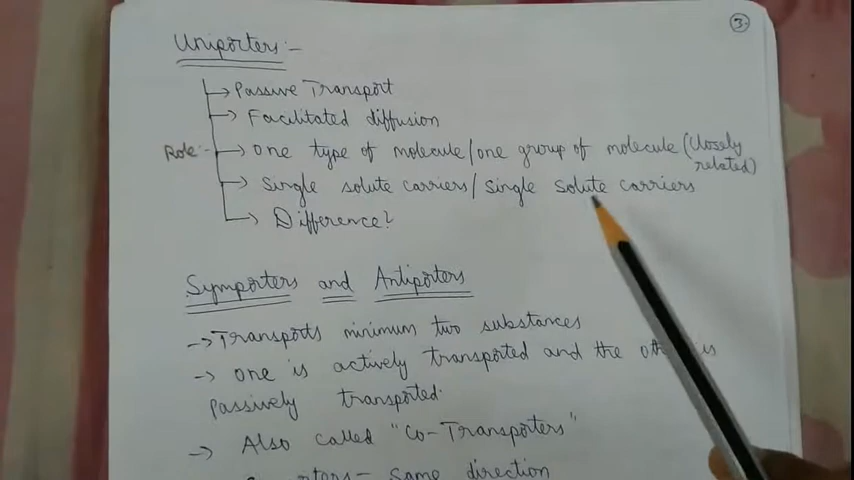 3.
Uniporters:-
→ Passive Transport
→ Facilitated diffusion
Role:- → one type of molecule/one group of molecule (closely related)
→ Single solute carriers/Single solute carriers
→ Difference?
Symporters and Antiporters
→ Transports minimum two substances
→ one is actively transported and the is
passively transported.
→ Also called "Co-Transporters"
same direction